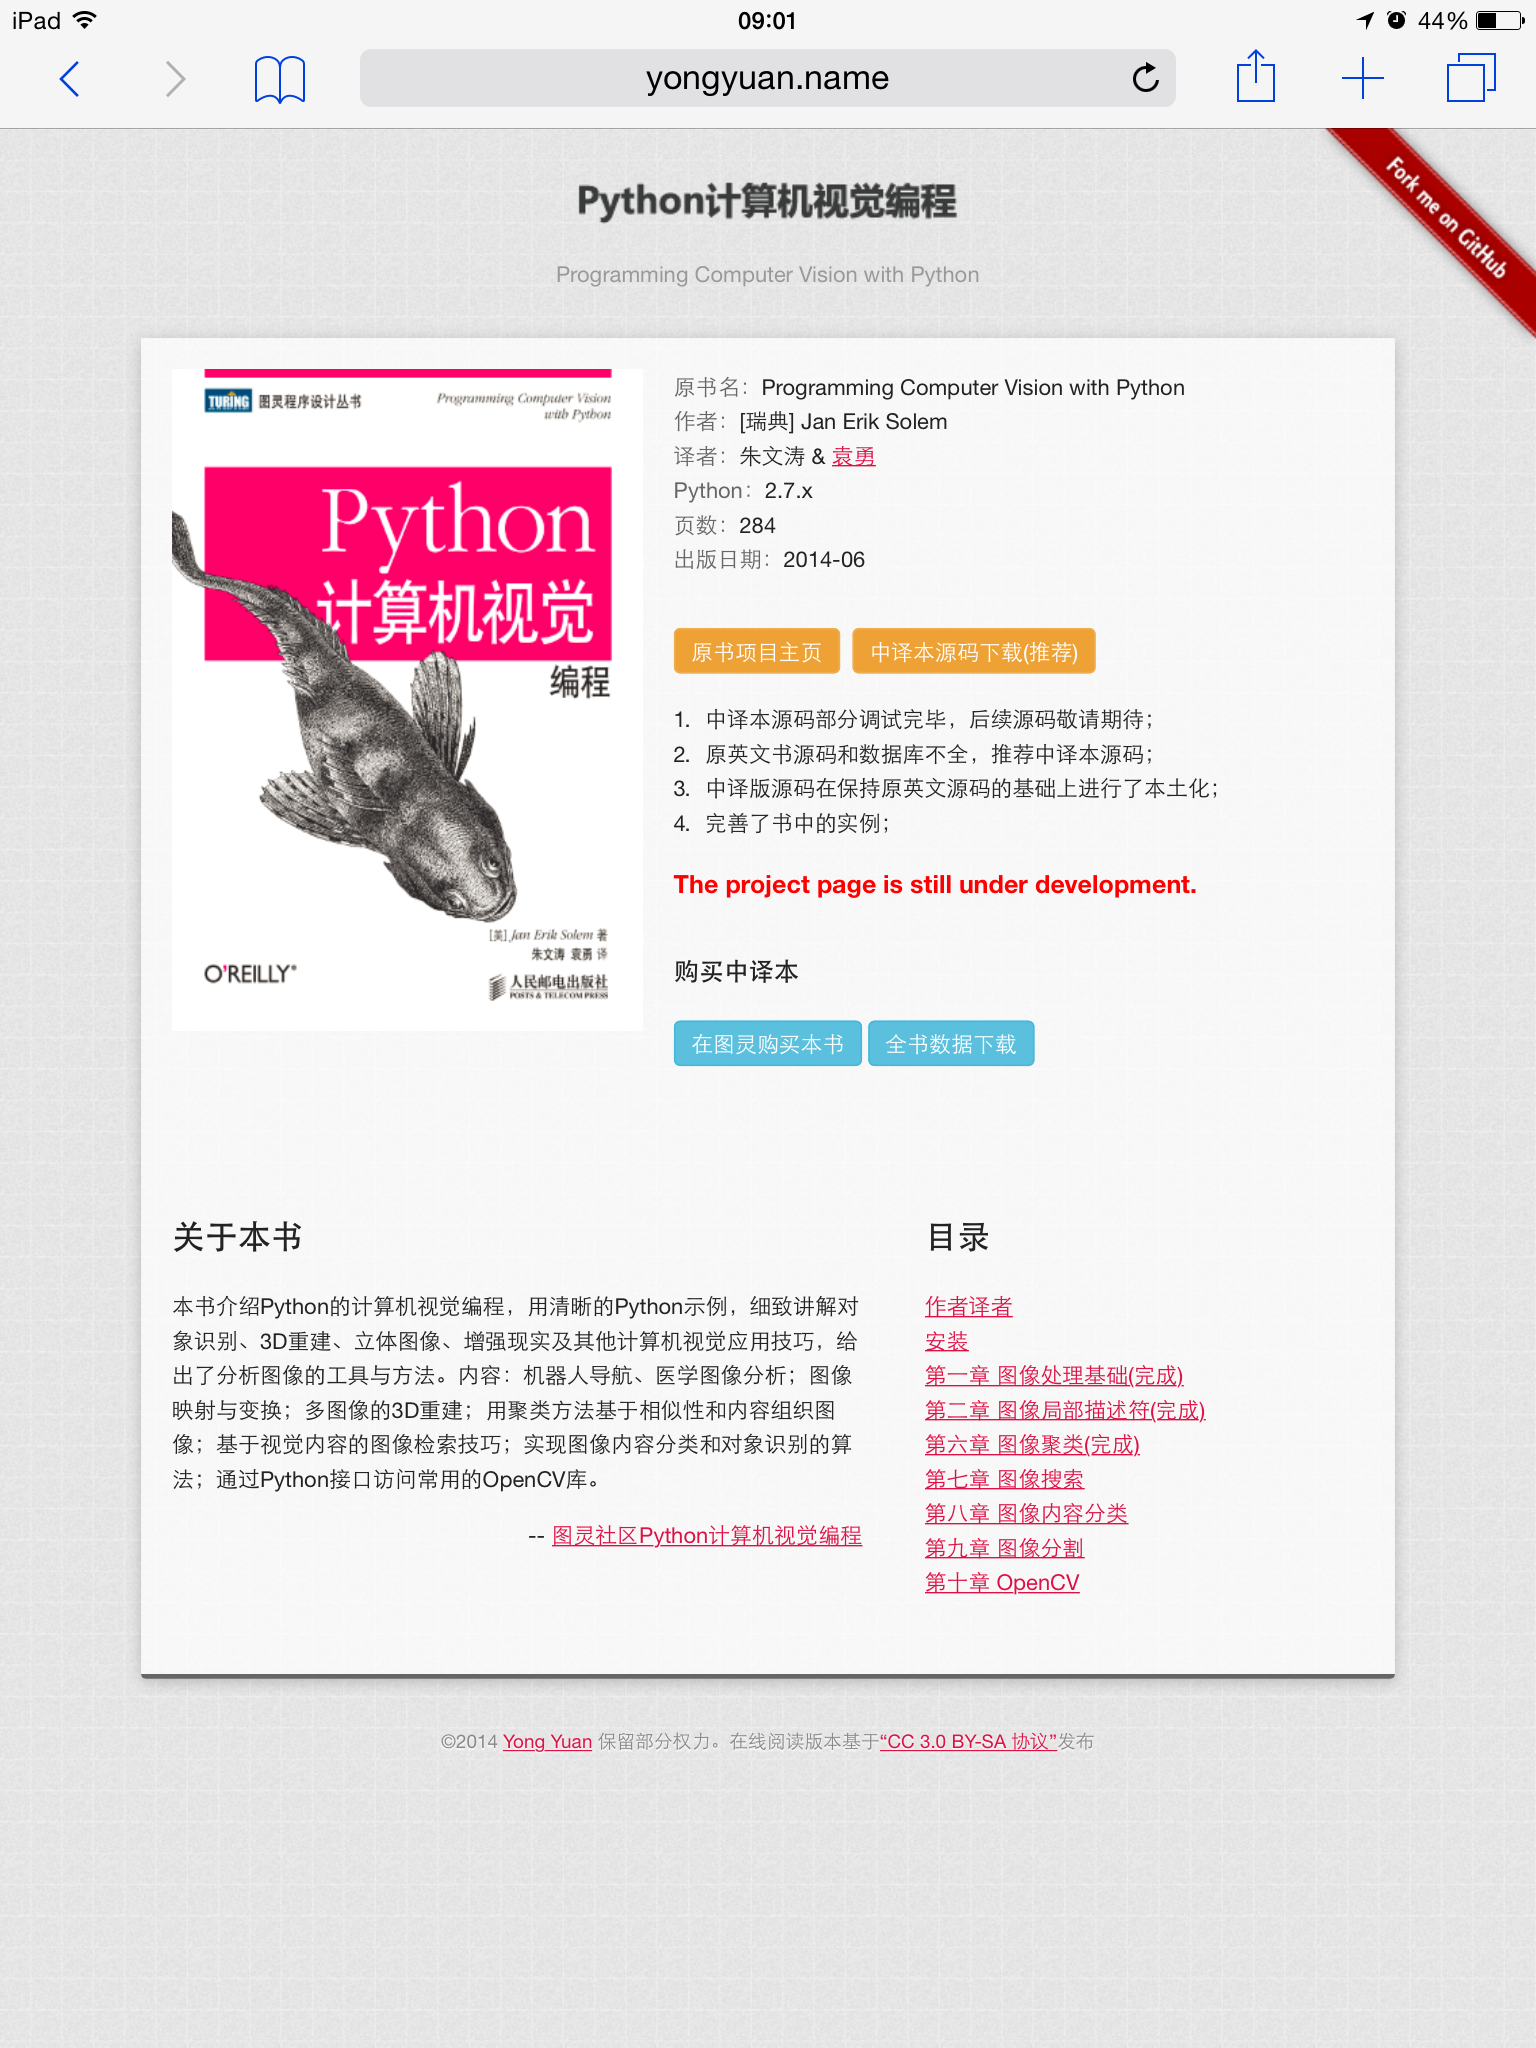 iPad
09:01
44%
yongyuan.name
Fork me on GitHub
Python计算机视觉编程
Programming Computer Vision with Python
TURING 图灵程序设计丛书
Programming Computer Vision
with Python
Python
计算机视觉
编程
[美] Jan Erik Solem 著
朱文涛 袁勇 译
O'REILLY®
人民邮电出版社
POSTS & TELECOM PRESS
原书名：Programming Computer Vision with Python
作者：[瑞典] Jan Erik Solem
译者：朱文涛 & 袁勇
Python：2.7.x
页数：284
出版日期：2014-06
原书项目主页 中译本源码下载(推荐)
1. 中译本源码部分调试完毕，后续源码敬请期待；
2. 原英文书源码和数据库不全，推荐中译本源码；
3. 中译版源码在保持原英文源码的基础上进行了本土化；
4. 完善了书中的实例；
The project page is still under development.
购买中译本
在图灵购买本书 全书数据下载
关于本书
本书介绍Python的计算机视觉编程，用清晰的Python示例，细致讲解对
象识别、3D重建、立体图像、增强现实及其他计算机视觉应用技巧，给
出了分析图像的工具与方法。内容：机器人导航、医学图像分析；图像
映射与变换；多图像的3D重建；用聚类方法基于相似性和内容组织图
像；基于视觉内容的图像检索技巧；实现图像内容分类和对象识别的算
法；通过Python接口访问常用的OpenCV库。
-- 图灵社区Python计算机视觉编程
目录
作者译者
安装
第一章 图像处理基础(完成)
第二章 图像局部描述符(完成)
第六章 图像聚类(完成)
第七章 图像搜索
第八章 图像内容分类
第九章 图像分割
第十章 OpenCV
©2014 Yong Yuan 保留部分权力。在线阅读版本基于“CC 3.0 BY-SA 协议”发布